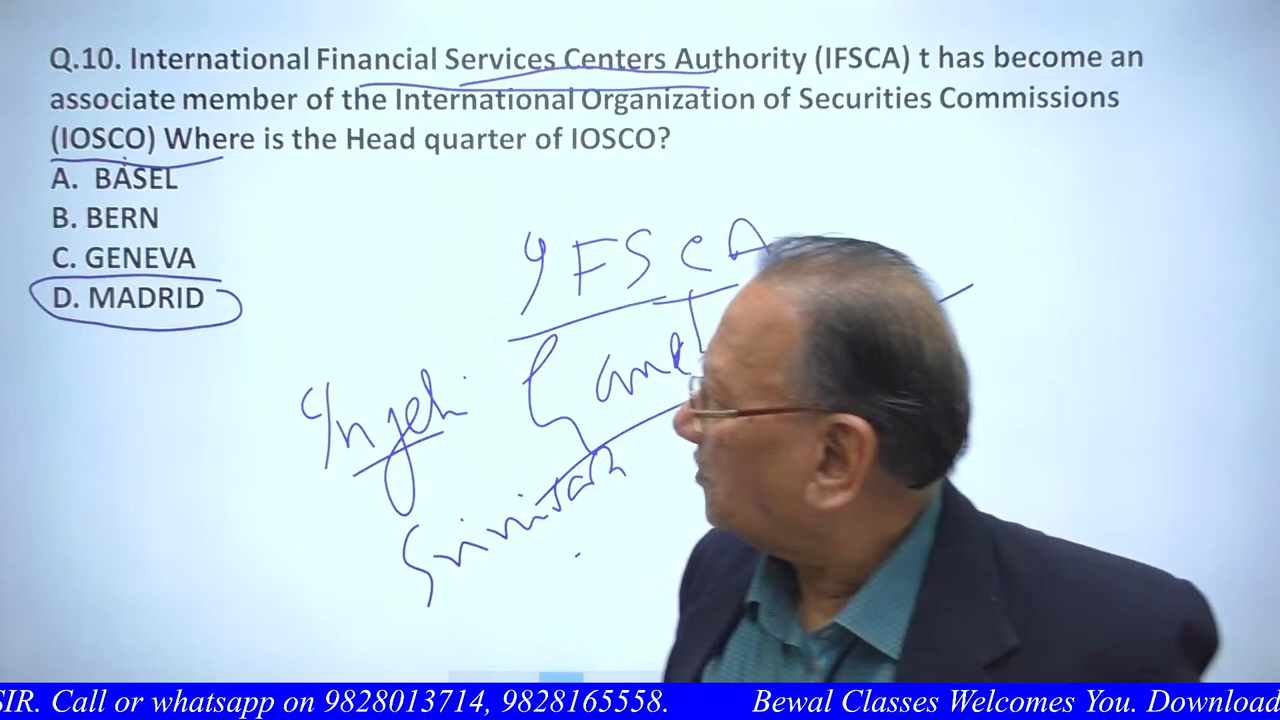 Q.10. International Financial Services Centers Authority (IFSCA) t has become an
associate member of the International Organization of Securities Commissions
(IOSCO) Where is the Head quarter of IOSCO?
A. BASEL
B. BERN
C. GENEVA
D. MADRID
IFSCA
Injeti
Srinivas
SIR. Call or whatsapp on 9828013714, 9828165558. Bewal Classes Welcomes You. Download